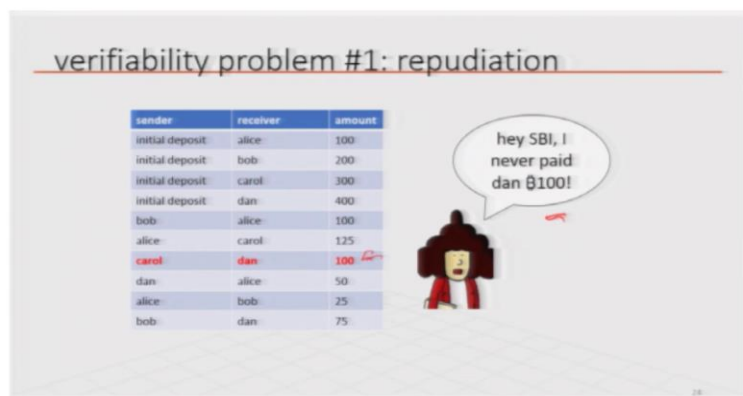 verifiability problem #1: repudiation
sender receiver amount
initial deposit alice 100
initial deposit bob 200
initial deposit carol 300
initial deposit dan 400
bob alice 100
alice carol 125
carol dan 100
dan alice 50
alice bob 25
bob dan 75
hey SBI, I
never paid
dan ₿100!